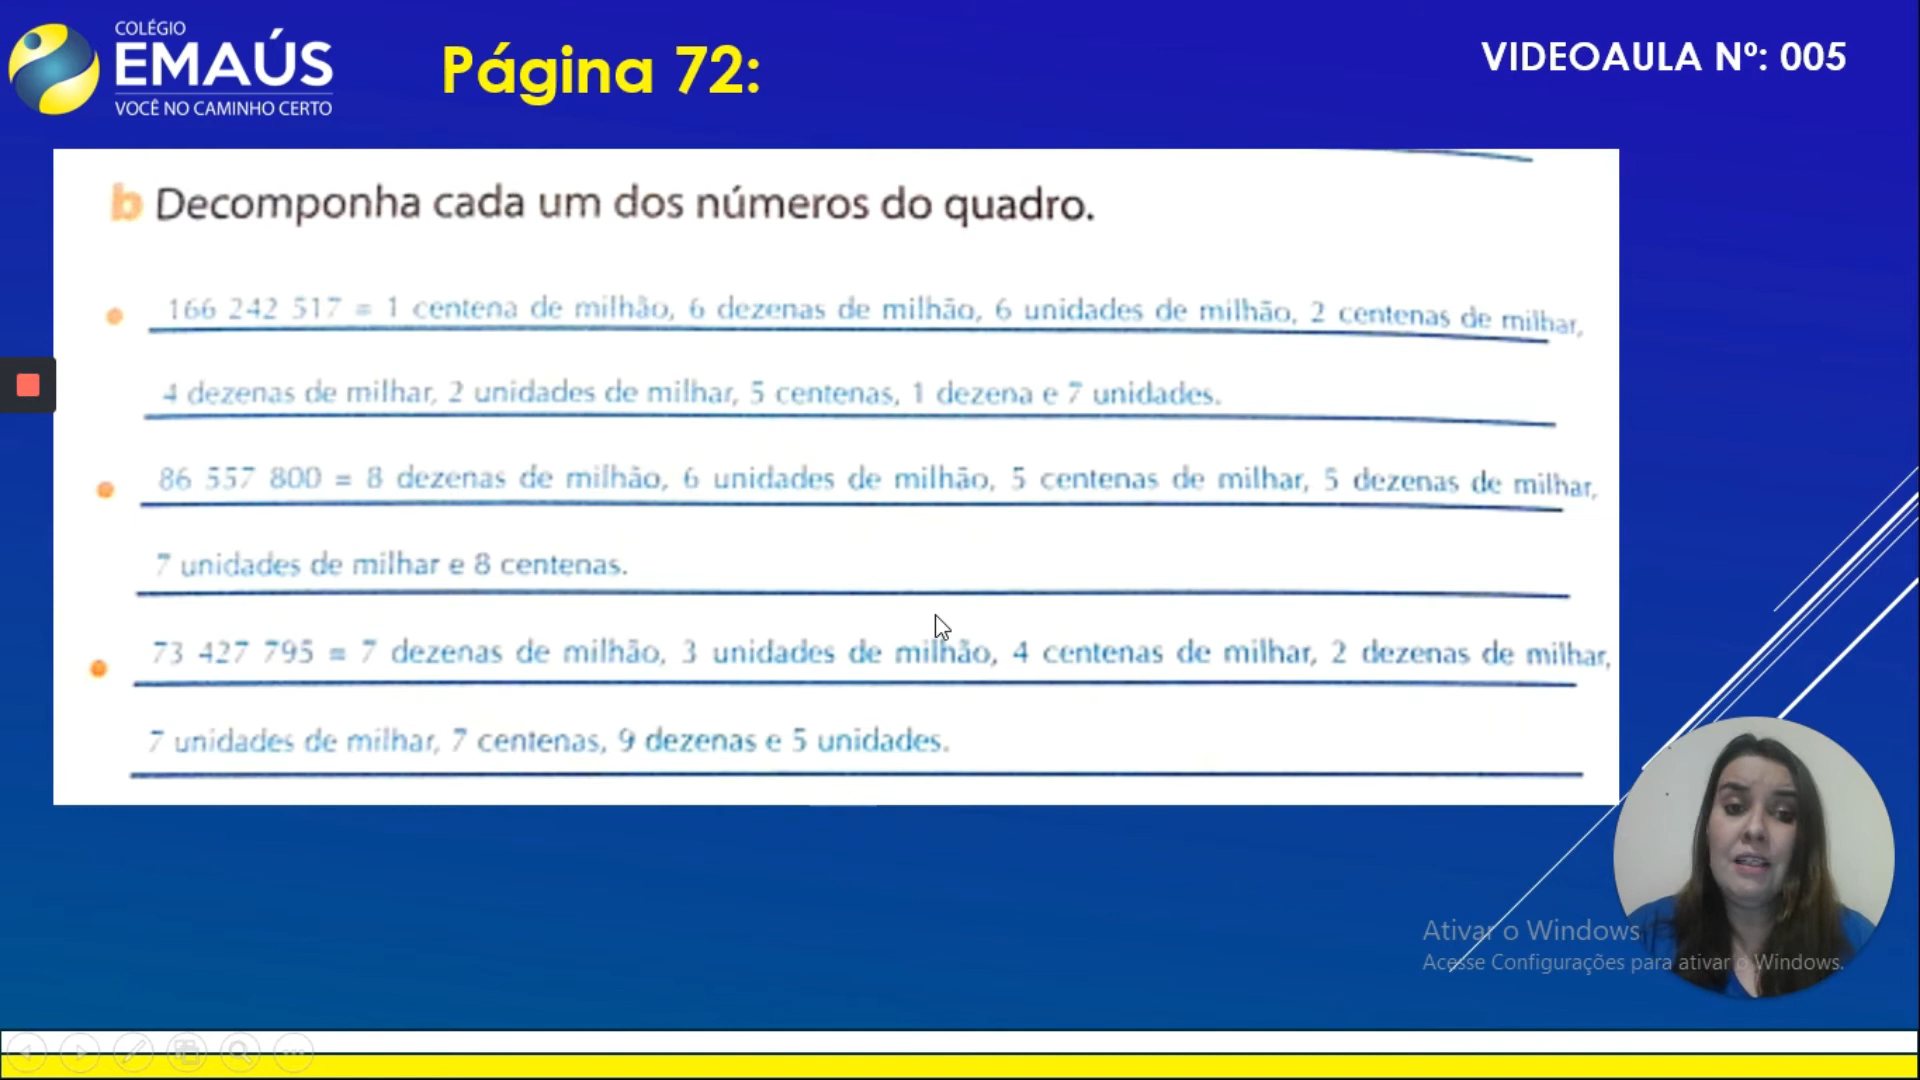 COLÉGIO
EMAÚS
VOCÊ NO CAMINHO CERTO
Página 72:
VIDEOAULA Nº: 005
b Decomponha cada um dos números do quadro.
166 242 517 = 1 centena de milhão, 6 dezenas de milhão, 6 unidades de milhão, 2 centenas de milhar,
4 dezenas de milhar, 2 unidades de milhar, 5 centenas, 1 dezena e 7 unidades.
86 557 800 = 8 dezenas de milhão, 6 unidades de milhão, 5 centenas de milhar, 5 dezenas de milhar,
7 unidades de milhar e 8 centenas.
73 427 795 = 7 dezenas de milhão, 3 unidades de milhão, 4 centenas de milhar, 2 dezenas de milhar,
7 unidades de milhar, 7 centenas, 9 dezenas e 5 unidades.
Ativar o Windows
Acesse Configurações para ativar o Windows.